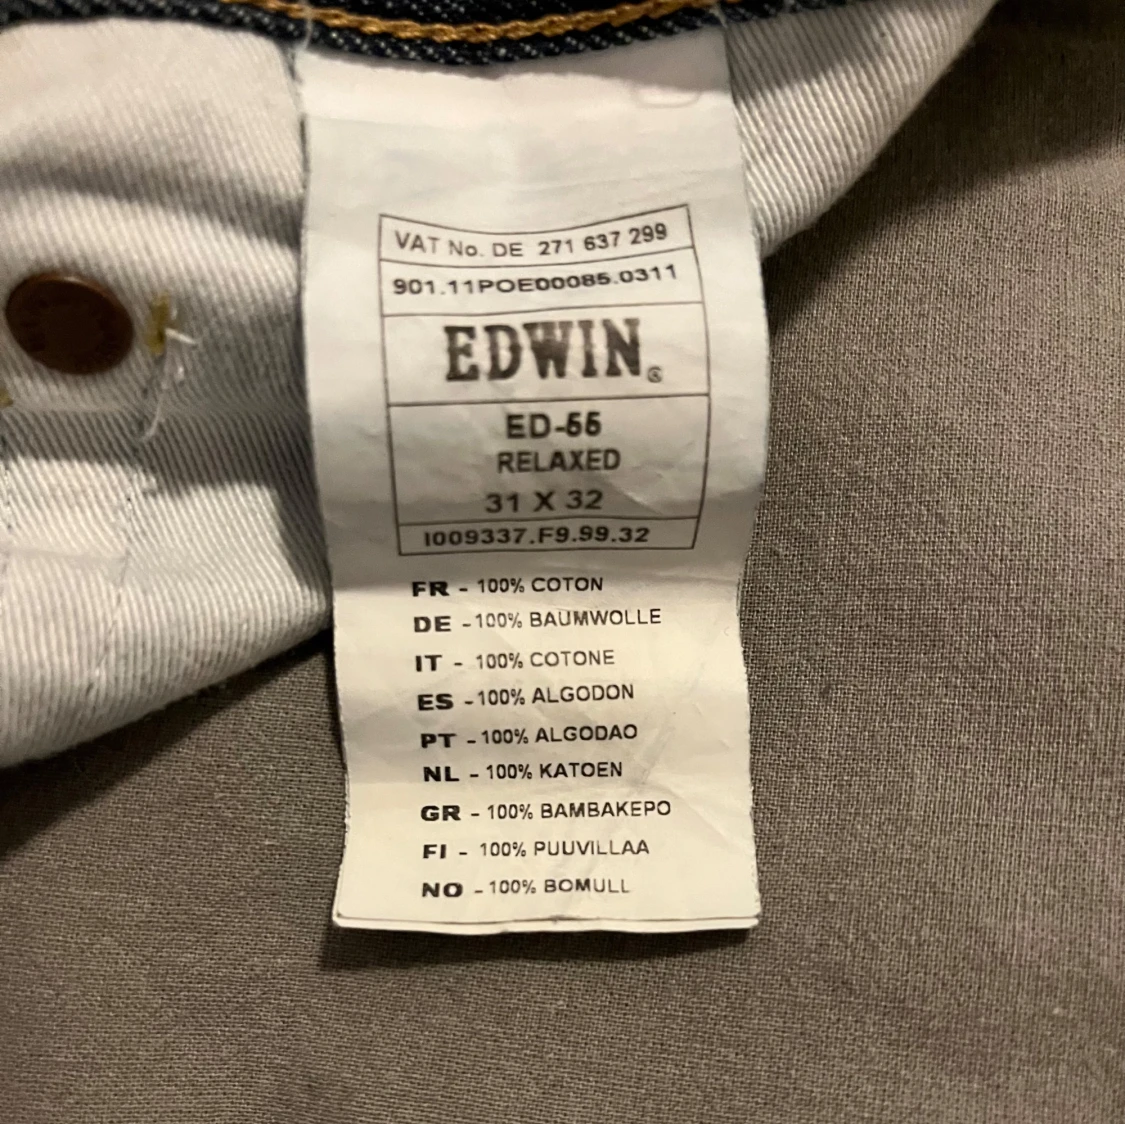 VAT No. DE 271 637 299
901.11POE00085.0311
EDWIN®
ED-55
RELAXED
31 X 32
I009337.F9.99.32
FR - 100% COTON
DE - 100% BAUMWOLLE
IT - 100% COTONE
ES - 100% ALGODON
PT - 100% ALGODAO
NL - 100% KATOEN
GR - 100% BAMBAKEPO
FI - 100% PUUVILLAA
NO - 100% BOMULL